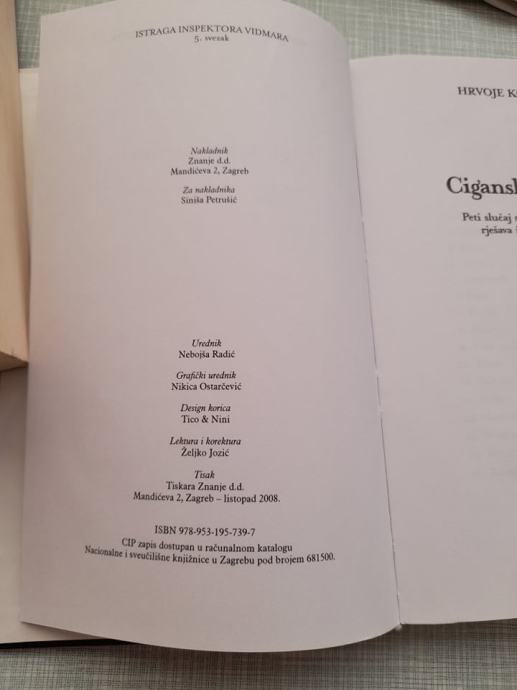 ISTRAGA INSPEKTORA VIDMARA
5. svezak
Nakladnik
Znanje d.d.
Mandićeva 2, Zagreb
Za nakladnika
Siniša Petrušić
Urednik
Nebojša Radić
Grafički urednik
Nikica Ostarčević
Design korica
Tico & Nini
Lektura i korektura
Željko Jozić
Tisak
Tiskara Znanje d.d.
Mandićeva 2, Zagreb – listopad 2008.
ISBN 978-953-195-739-7
CIP zapis dostupan u računalnom katalogu
Nacionalne i sveučilišne knjižnice u Zagrebu pod brojem 681500.
HRVOJE
Peti slučaj
rješava